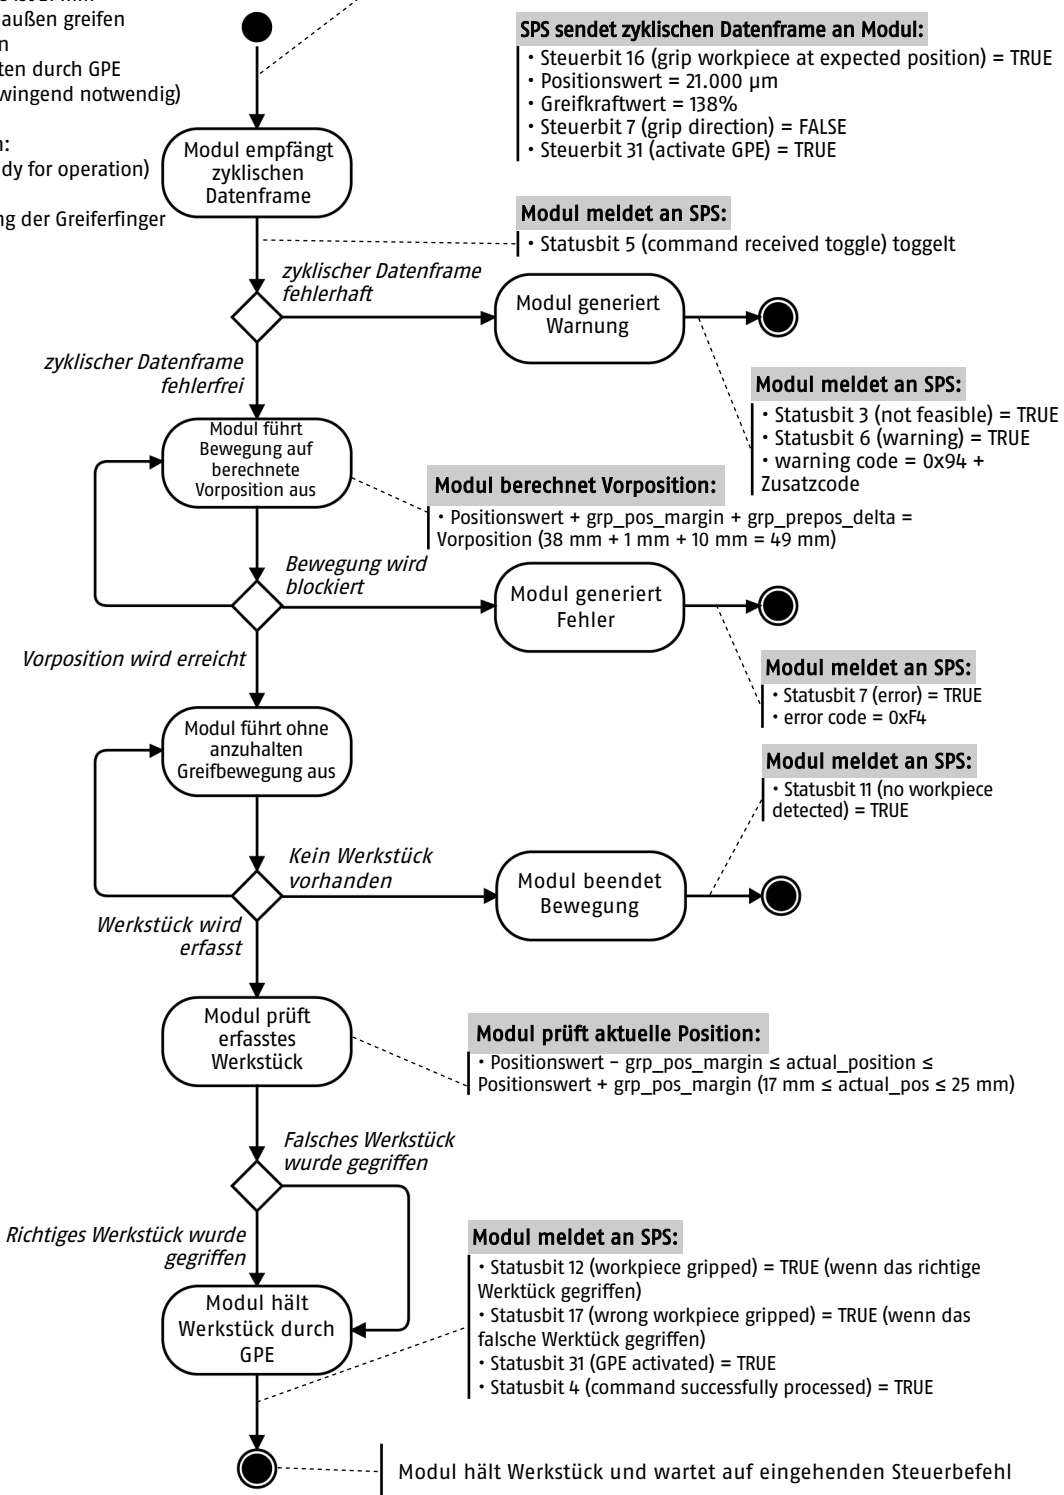 außen greifen
ten durch GPE
wingend notwendig)
dy for operation)
ng der Greiferfinger
SPS sendet zyklischen Datenframe an Modul:
· Steuerbit 16 (grip workpiece at expected position) = TRUE
· Positionswert = 21.000 µm
· Greifkraftwert = 138%
· Steuerbit 7 (grip direction) = FALSE
· Steuerbit 31 (activate GPE) = TRUE
Modul empfängt
zyklischen
Datenframe
Modul meldet an SPS:
· Statusbit 5 (command received toggle) toggelt
zyklischer Datenframe
fehlerhaft
Modul generiert
Warnung
zyklischer Datenframe
fehlerfrei
Modul meldet an SPS:
· Statusbit 3 (not feasible) = TRUE
· Statusbit 6 (warning) = TRUE
· warning code = 0x94 +
Zusatzcode
Modul führt
Bewegung auf
berechnete
Vorposition aus
Modul berechnet Vorposition:
· Positionswert + grp_pos_margin + grp_prepos_delta =
Vorposition (38 mm + 1 mm + 10 mm = 49 mm)
Bewegung wird
blockiert
Modul generiert
Fehler
Vorposition wird erreicht
Modul meldet an SPS:
· Statusbit 7 (error) = TRUE
· error code = 0xF4
Modul führt ohne
anzuhalten
Greifbewegung aus
Modul meldet an SPS:
· Statusbit 11 (no workpiece
detected) = TRUE
Kein Werkstück
vorhanden
Modul beendet
Bewegung
Werkstück wird
erfasst
Modul prüft
erfasstes
Werkstück
Modul prüft aktuelle Position:
· Positionswert – grp_pos_margin ≤ actual_position ≤
Positionswert + grp_pos_margin (17 mm ≤ actual_pos ≤ 25 mm)
Falsches Werkstück
wurde gegriffen
Richtiges Werkstück wurde
gegriffen
Modul hält
Werkstück durch
GPE
Modul meldet an SPS:
· Statusbit 12 (workpiece gripped) = TRUE (wenn das richtige
Werktück gegriffen)
· Statusbit 17 (wrong workpiece gripped) = TRUE (wenn das
falsche Werktück gegriffen)
· Statusbit 31 (GPE activated) = TRUE
· Statusbit 4 (command successfully processed) = TRUE
Modul hält Werkstück und wartet auf eingehenden Steuerbefehl